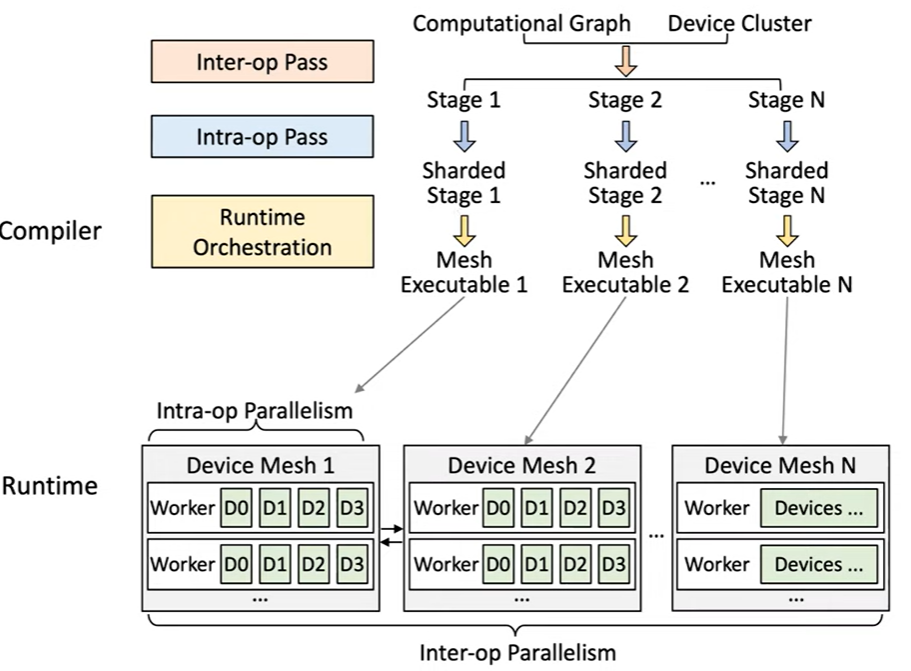 Computational Graph
Device Cluster
Inter-op Pass
Stage 1
Stage 2
Stage N
Intra-op Pass
Sharded
Stage 1
Sharded
Stage 2
...
Sharded
Stage N
Compiler
Runtime
Orchestration
Mesh
Executable 1
Mesh
Executable 2
Mesh
Executable N
Intra-op Parallelism
Runtime
Device Mesh 1
Worker D0 D1 D2 D3
Worker D0 D1 D2 D3
...
Device Mesh 2
Worker D0 D1 D2 D3
Worker D0 D1 D2 D3
...
...
Device Mesh N
Worker Devices ...
Worker Devices ...
...
Inter-op Parallelism